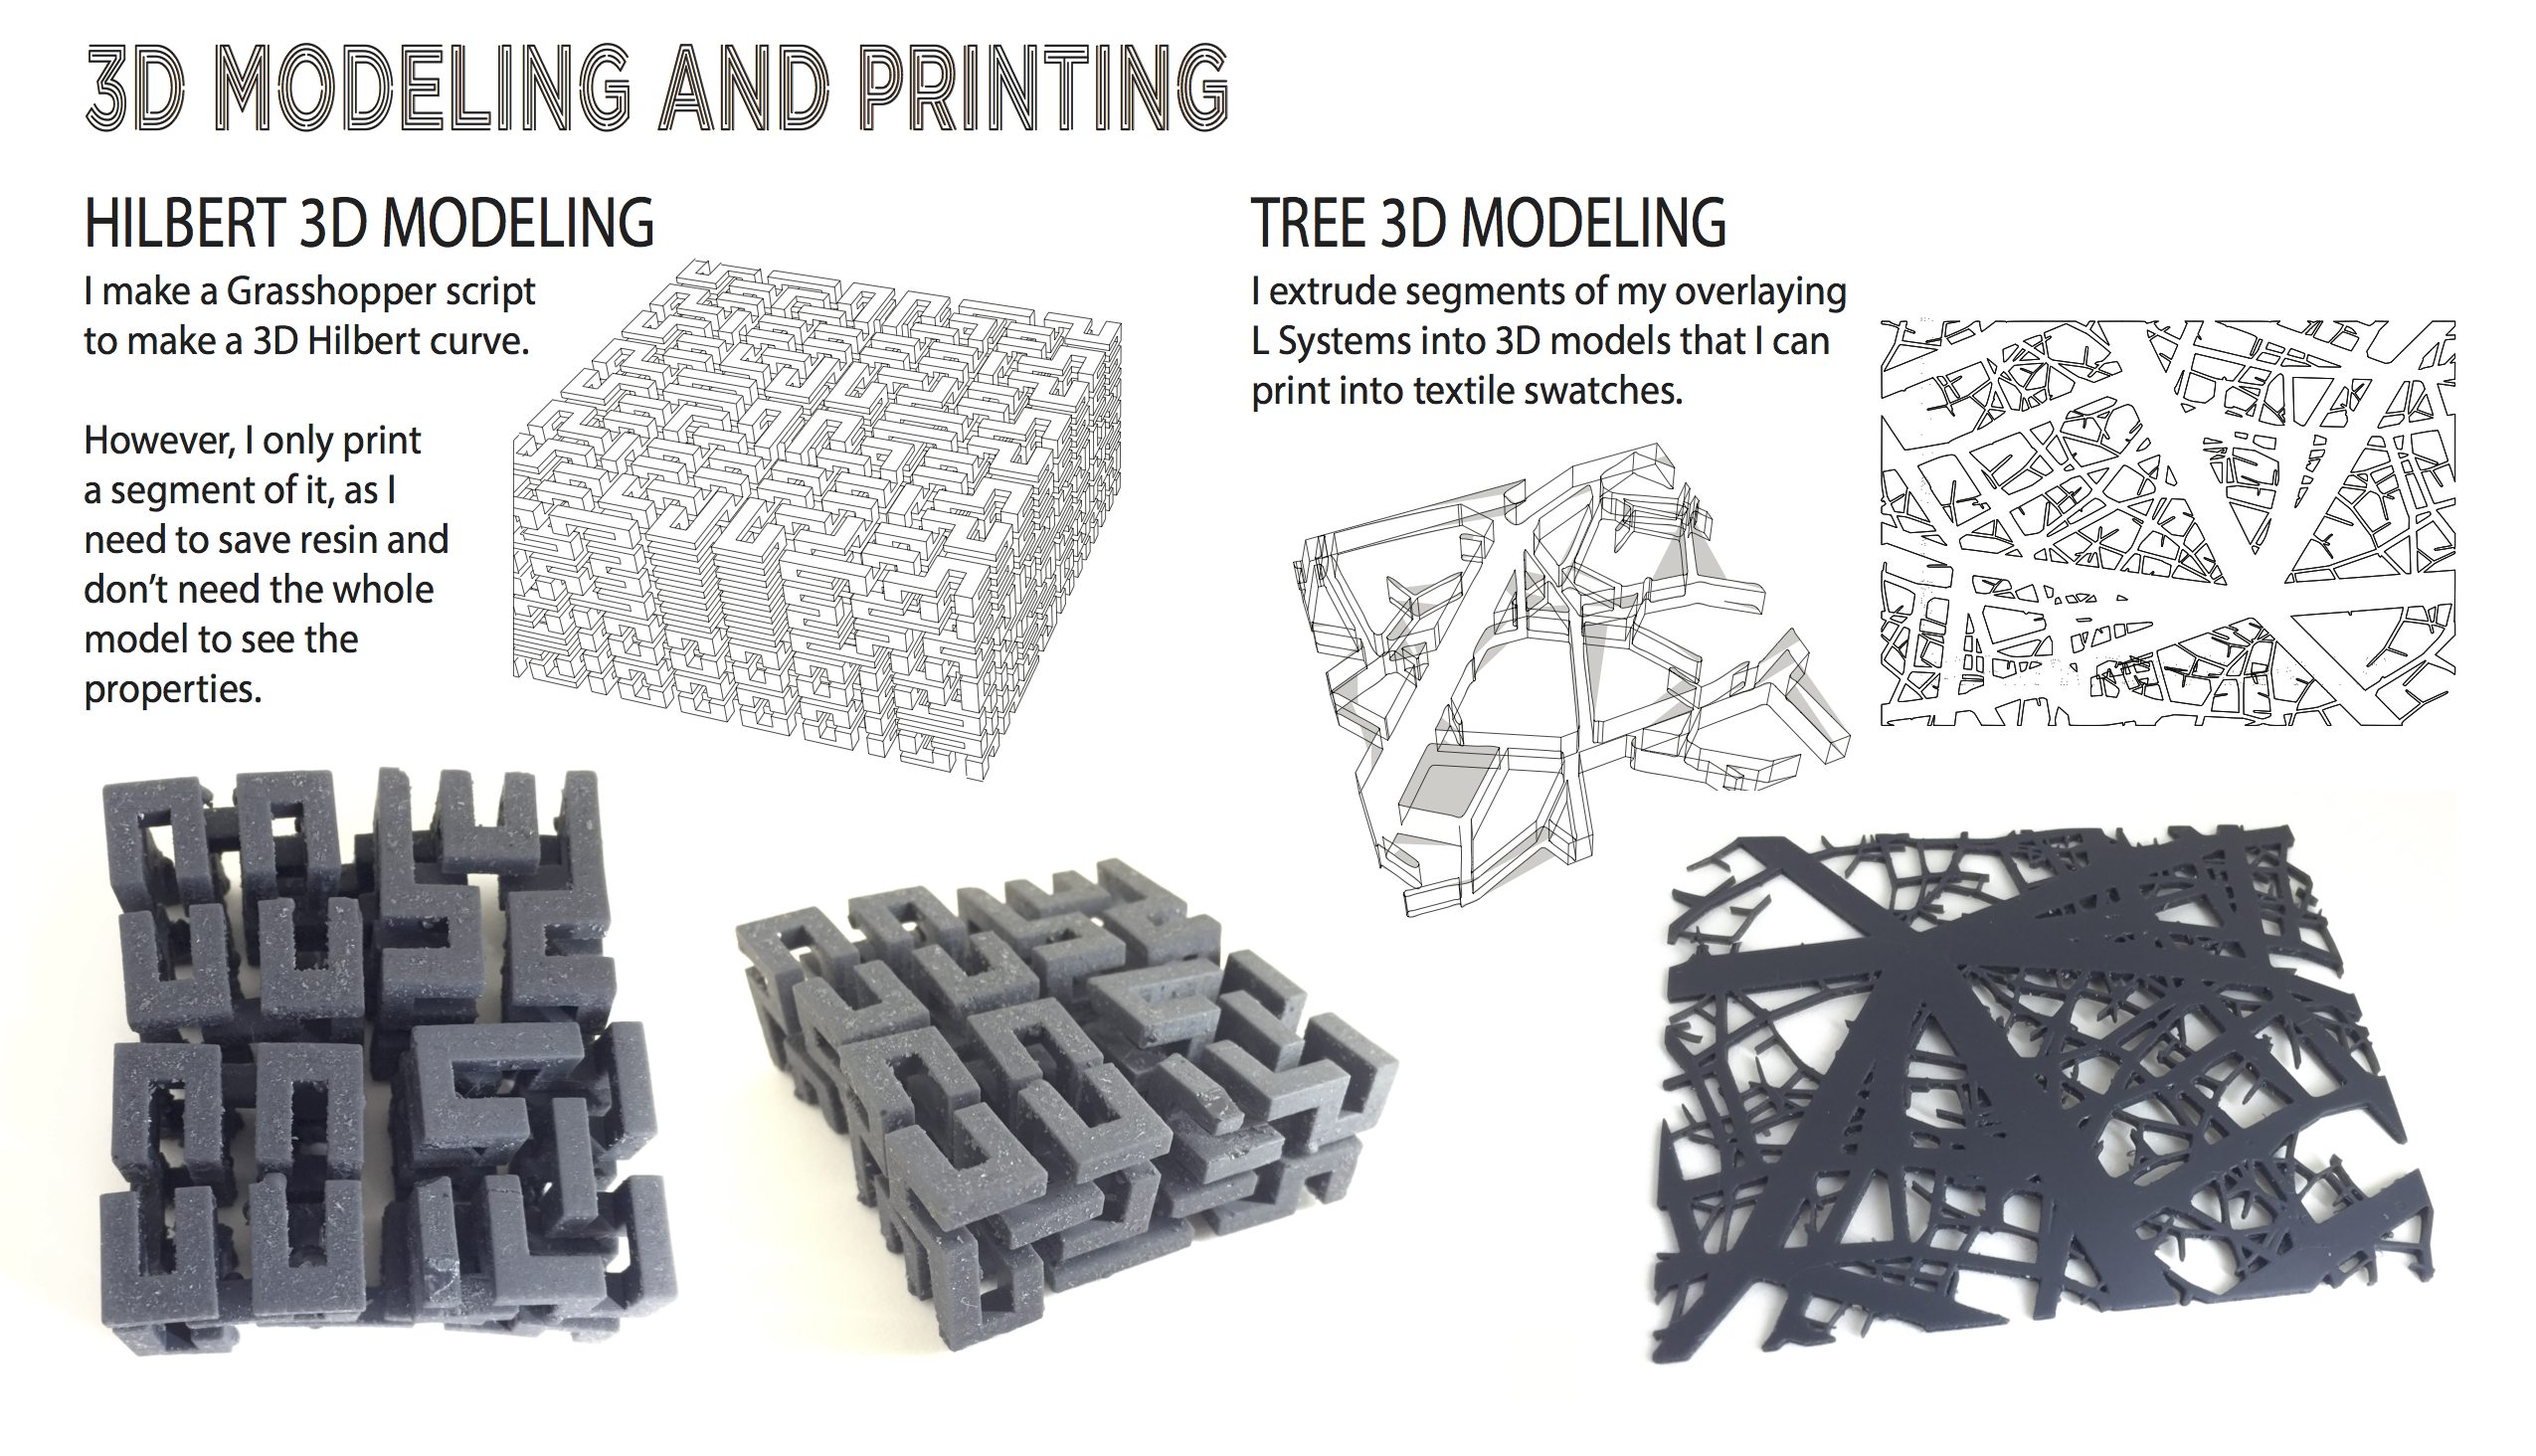 3D MODELING AND PRINTING
HILBERT 3D MODELING
I make a Grasshopper script
to make a 3D Hilbert curve.
However, I only print
a segment of it, as I
need to save resin and
don’t need the whole
model to see the
properties.
TREE 3D MODELING
I extrude segments of my overlaying
L Systems into 3D models that I can
print into textile swatches.